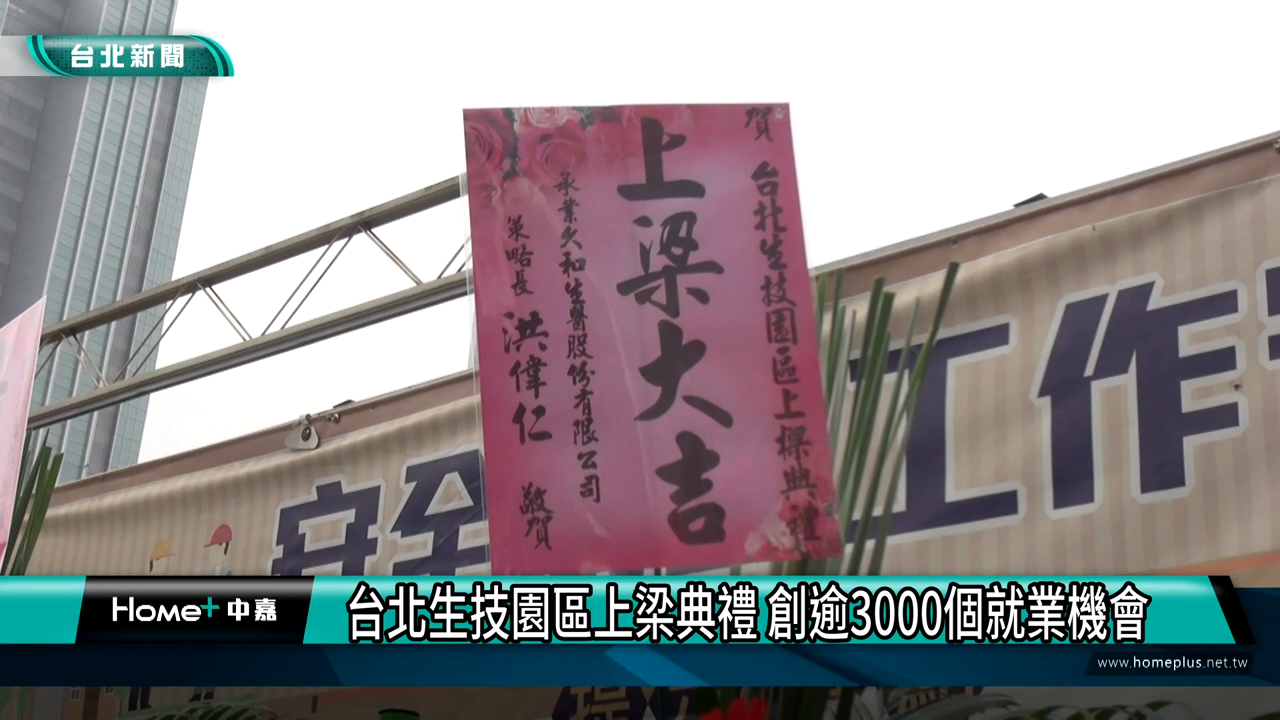 台北新聞
賀
台北生技園區上樑典禮
上梁大吉
承業久和生醫股份有限公司
策略長 洪偉仁 敬賀
安全
工作
Home+中嘉
台北生技園區上梁典禮 創逾3000個就業機會
www.homeplus.net.tw